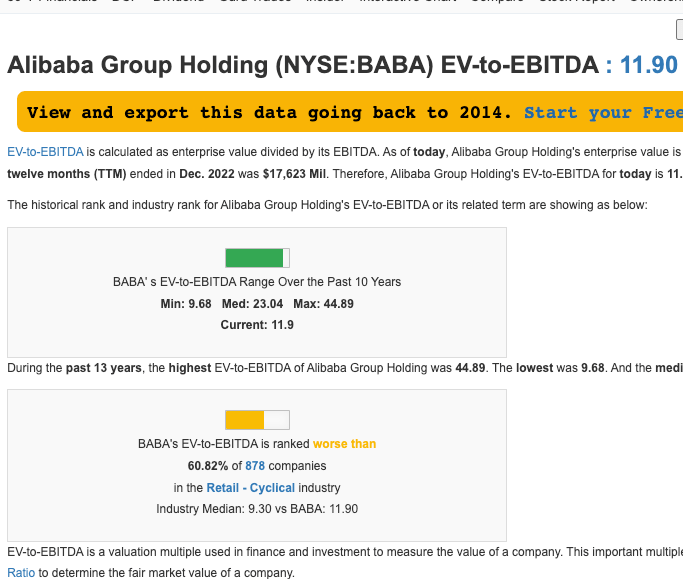 Alibaba Group Holding (NYSE:BABA) EV-to-EBITDA : 11.90
View and export this data going back to 2014. Start your Free
EV-to-EBITDA is calculated as enterprise value divided by its EBITDA. As of today, Alibaba Group Holding's enterprise value is
twelve months (TTM) ended in Dec. 2022 was $17,623 Mil. Therefore, Alibaba Group Holding's EV-to-EBITDA for today is 11.
The historical rank and industry rank for Alibaba Group Holding's EV-to-EBITDA or its related term are showing as below:
BABA' s EV-to-EBITDA Range Over the Past 10 Years
Min: 9.68 Med: 23.04 Max: 44.89
Current: 11.9
During the past 13 years, the highest EV-to-EBITDA of Alibaba Group Holding was 44.89. The lowest was 9.68. And the medi
BABA's EV-to-EBITDA is ranked worse than
60.82% of 878 companies
in the Retail - Cyclical industry
Industry Median: 9.30 vs BABA: 11.90
EV-to-EBITDA is a valuation multiple used in finance and investment to measure the value of a company. This important multiple
Ratio to determine the fair market value of a company.